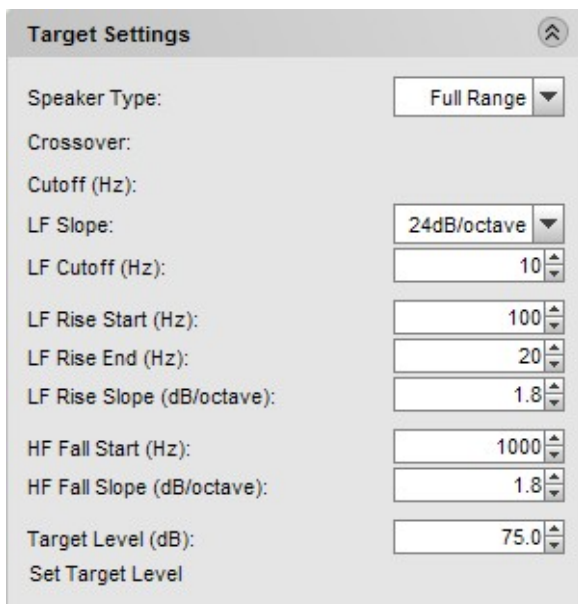 Target Settings
Speaker Type: Full Range
Crossover:
Cutoff (Hz):
LF Slope: 24dB/octave
LF Cutoff (Hz): 10
LF Rise Start (Hz): 100
LF Rise End (Hz): 20
LF Rise Slope (dB/octave): 1.8
HF Fall Start (Hz): 1000
HF Fall Slope (dB/octave): 1.8
Target Level (dB): 75.0
Set Target Level